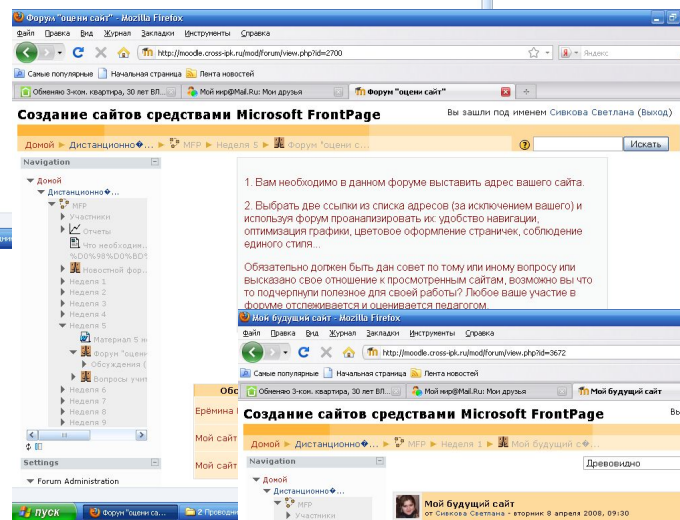 Форум "оцени сайт" - Mozilla Firefox
Файл Правка Вид Журнал Закладки Инструменты Справка
http://moodle.cross-ipk.ru/mod/forum/view.php?id=2700
Яндекс
Самые популярные Начальная страница Лента новостей
Обменяю 3-ком. квартира, 30 лет ВЛ... Мой мир@Mail.Ru: Мои друзья Форум "оцени сайт"
Создание сайтов средствами Microsoft FrontPage
Вы зашли под именем Сивкова Светлана (Выход)
Домой ► Дистанционно�... ► MFP ► Неделя 5 ► Форум "оцени с...
Искать
Navigation
Домой
Дистанционно�...
MFP
Участники
Отчеты
Что необходим..
%D0%98%D0%BD%
Новостной фор...
Неделя 1
Неделя 2
Неделя 3
Неделя 4
Неделя 5
Материал 5 не
Форум "оцени
Обсуждения (
Вопросы учит
Неделя 6
Неделя 7
Неделя 8
Неделя 9
Settings
Forum Administration
1. Вам необходимо в данном форуме выставить адрес вашего сайта.
2. Выбрать две ссылки из списка адресов (за исключением вашего) и
используя форум проанализировать их: удобство навигации,
оптимизация графики, цветовое оформление страничек, соблюдение
единого стиля...
Обязательно должен быть дан совет по тому или иному вопросу или
высказано свое отношение к просмотренным сайтам, возможно вы что
то подчерпнули полезное для своей работы? Любое ваше участие в
форуме отслеживается и оценивается педагогом.
Обс
Ерёмина
Мой сайт
Мой сайт
пуск
Форум "оцени са...
2 Проводни
Мой будущий сайт - Mozilla Firefox
Файл Правка Вид Журнал Закладки Инструменты Справка
http://moodle.cross-ipk.ru/mod/forum/view.php?id=3672
Самые популярные Начальная страница Лента новостей
Обменяю 3-ком. квартира, 30 лет ВЛ... Мой мир@Mail.Ru: Мои друзья Мой будущий сайт
Создание сайтов средствами Microsoft FrontPage
Вы
Домой ► Дистанционно�... ► MFP ► Неделя 1 ► Мой будущий с�...
Navigation
Древовидно
Домой
Дистанционно�...
MFP
Участники
Мой будущий сайт
от Сивкова Светлана - вторник 8 апреля 2008, 09:30